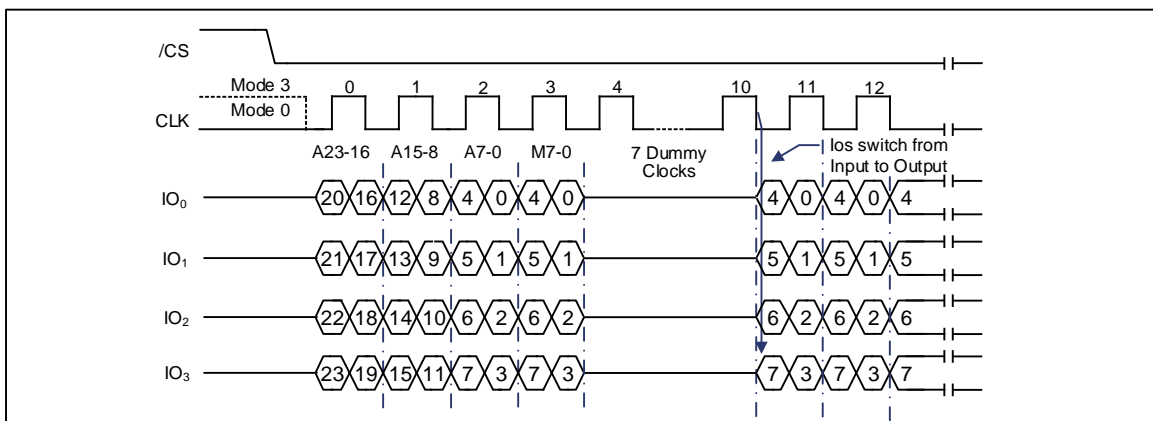 /CS
Mode 3
Mode 0
CLK
0 1 2 3 4 10 11 12
A23-16 A15-8 A7-0 M7-0
7 Dummy
Clocks
Ios switch from
Input to Output
IO0 20 16 12 8 4 0 4 0 4 0 4 0 4
IO1 21 17 13 9 5 1 5 1 5 1 5 1 5
IO2 22 18 14 10 6 2 6 2 6 2 6 2 6
IO3 23 19 15 11 7 3 7 3 7 3 7 3 7